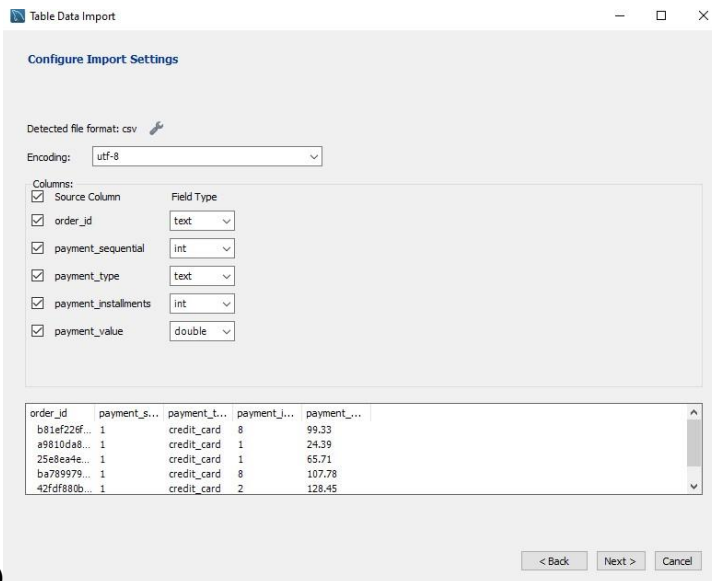 Table Data Import
Configure Import Settings
Detected file format: csv
Encoding: utf-8
Columns:
Source Column Field Type
order_id text
payment_sequential int
payment_type text
payment_installments int
payment_value double
order_id payment_s... payment_t... payment_i... payment_...
b81ef226f... 1 credit_card 8 99.33
a9810da8... 1 credit_card 1 24.39
25e8ea4e... 1 credit_card 1 65.71
ba789979... 1 credit_card 8 107.78
42fdf880b... 1 credit_card 2 128.45
< Back Next > Cancel